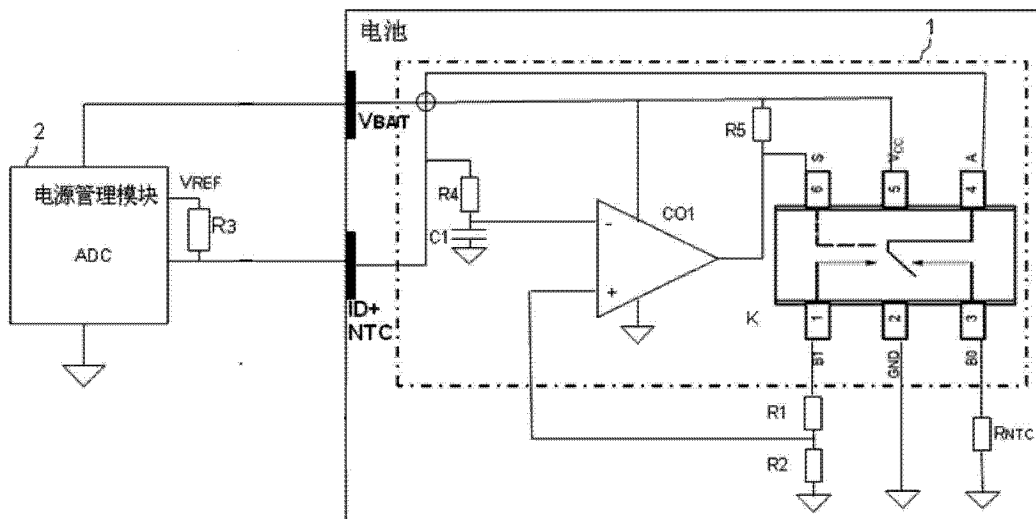 电池
1
VBAT
2
电源管理模块
ADC
VREF
R3
ID+
NTC
R4
C1
CO1
R5
S
VCC
A
6
5
4
K
1
2
3
B1
GND
B0
R1
R2
RNTC